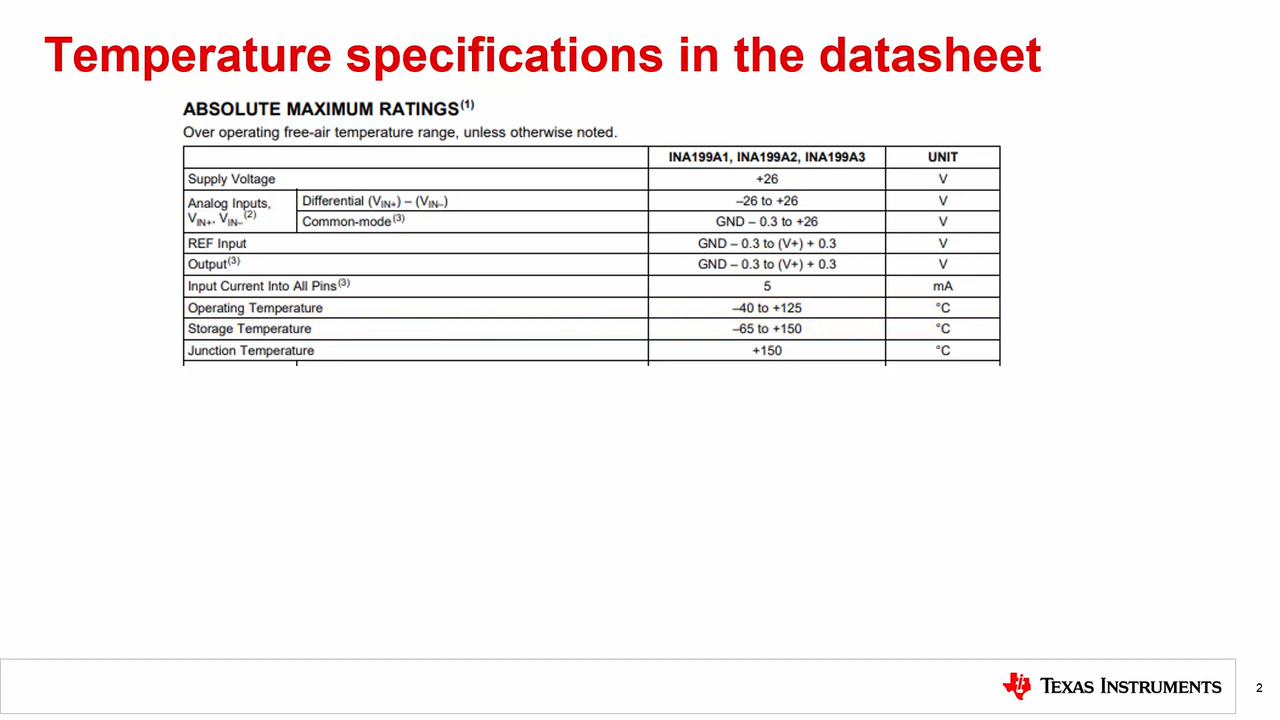 Temperature specifications in the datasheet
ABSOLUTE MAXIMUM RATINGS(1)
Over operating free-air temperature range, unless otherwise noted.
INA199A1, INA199A2, INA199A3 UNIT
Supply Voltage +26 V
Analog Inputs, VIN+, VIN–(2) Differential (VIN+) – (VIN–) –26 to +26 V
Common-mode(3) GND – 0.3 to +26 V
REF Input GND – 0.3 to (V+) + 0.3 V
Output(3) GND – 0.3 to (V+) + 0.3 V
Input Current Into All Pins(3) 5 mA
Operating Temperature –40 to +125 °C
Storage Temperature –65 to +150 °C
Junction Temperature +150 °C
TEXAS INSTRUMENTS
2